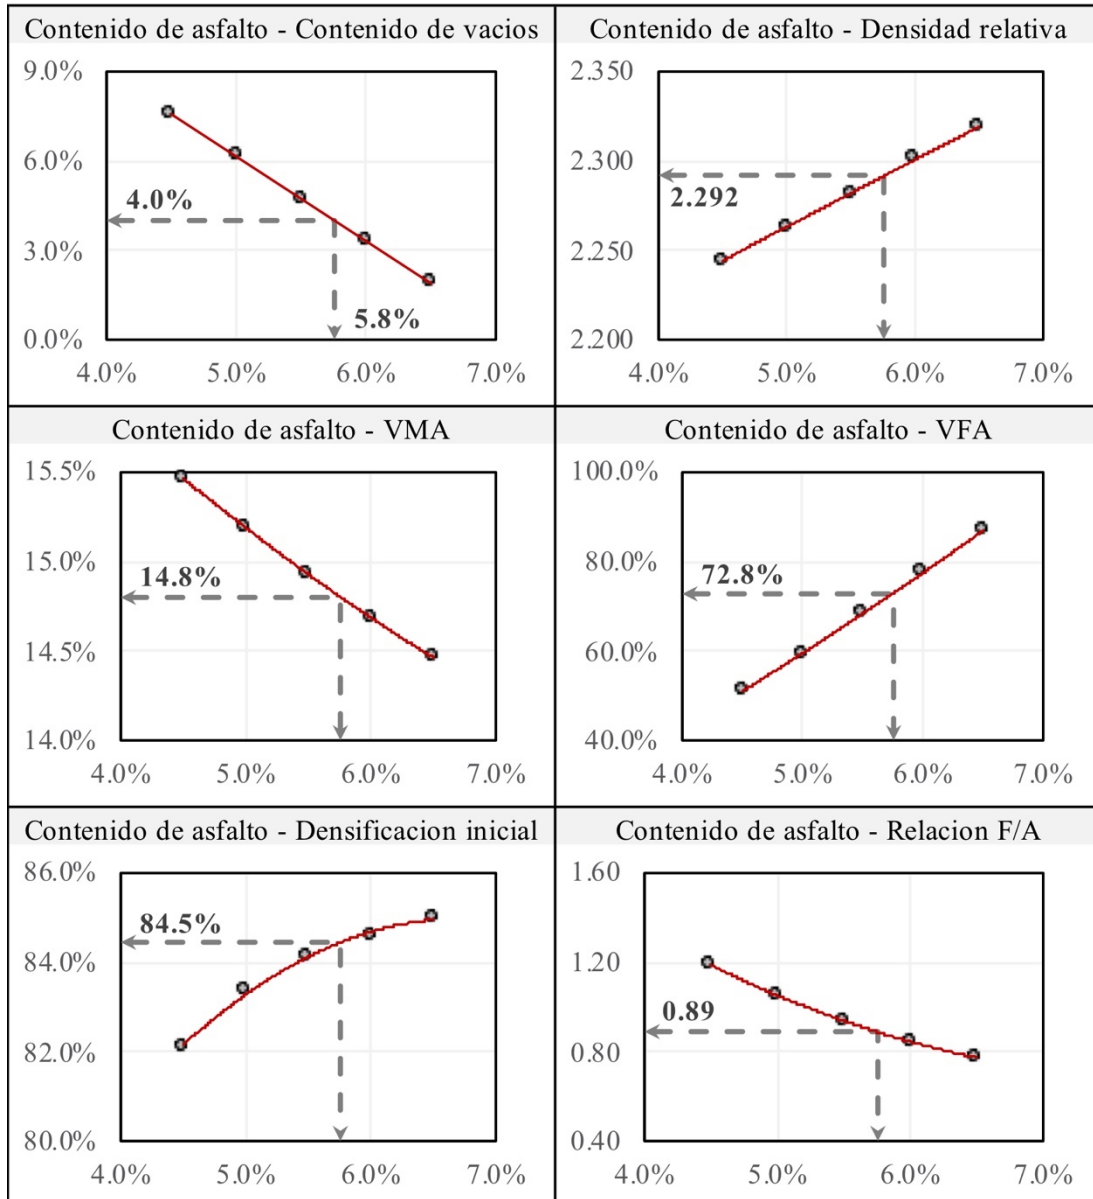 Contenido de asfalto - Contenido de vacios
9.0%
6.0%
4.0%
3.0%
5.8%
0.0%
4.0% 5.0% 6.0% 7.0%
Contenido de asfalto - Densidad relativa
2.350
2.300
2.292
2.250
2.200
4.0% 5.0% 6.0% 7.0%
Contenido de asfalto - VMA
15.5%
15.0%
14.8%
14.5%
14.0%
4.0% 5.0% 6.0% 7.0%
Contenido de asfalto - VFA
100.0%
80.0%
72.8%
60.0%
40.0%
4.0% 5.0% 6.0% 7.0%
Contenido de asfalto - Densificacion inicial
86.0%
84.5%
84.0%
82.0%
80.0%
4.0% 5.0% 6.0% 7.0%
Contenido de asfalto - Relacion F/A
1.60
1.20
0.89
0.80
0.40
4.0% 5.0% 6.0% 7.0%